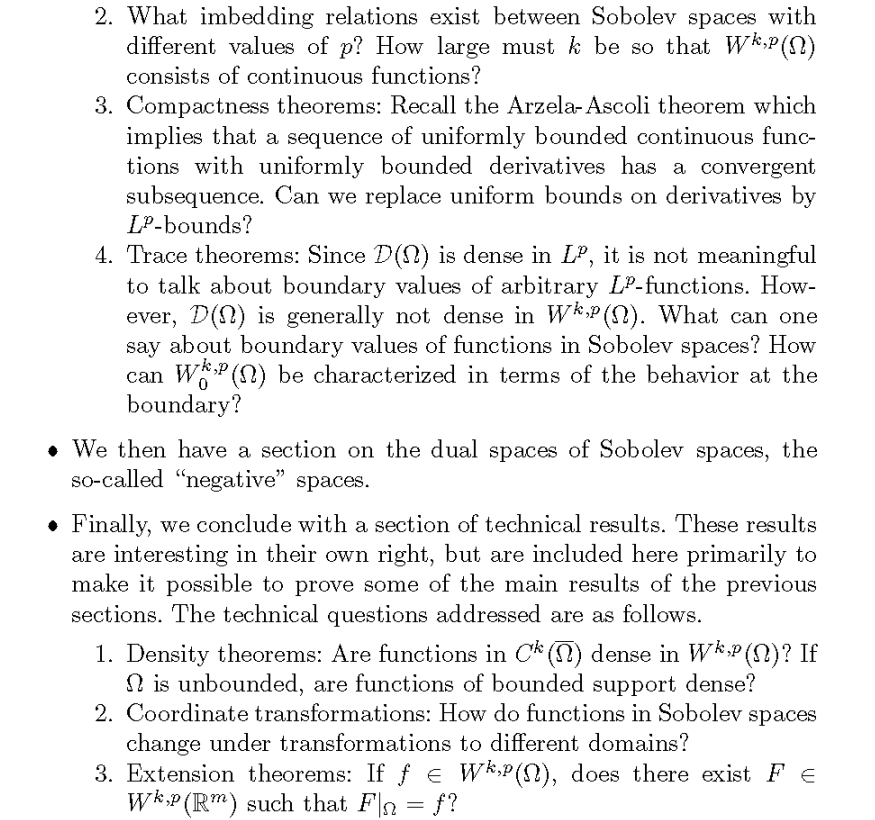 2. What imbedding relations exist between Sobolev spaces with
different values of p? How large must k be so that W^{k,p}(Ω)
consists of continuous functions?
3. Compactness theorems: Recall the Arzela-Ascoli theorem which
implies that a sequence of uniformly bounded continuous func-
tions with uniformly bounded derivatives has a convergent
subsequence. Can we replace uniform bounds on derivatives by
L^p-bounds?
4. Trace theorems: Since 𝒟(Ω) is dense in L^p, it is not meaningful
to talk about boundary values of arbitrary L^p-functions. How-
ever, 𝒟(Ω) is generally not dense in W^{k,p}(Ω). What can one
say about boundary values of functions in Sobolev spaces? How
can W_0^{k,p}(Ω) be characterized in terms of the behavior at the
boundary?
• We then have a section on the dual spaces of Sobolev spaces, the
so-called “negative” spaces.
• Finally, we conclude with a section of technical results. These results
are interesting in their own right, but are included here primarily to
make it possible to prove some of the main results of the previous
sections. The technical questions addressed are as follows.
1. Density theorems: Are functions in C^k(Ω̅) dense in W^{k,p}(Ω)? If
Ω is unbounded, are functions of bounded support dense?
2. Coordinate transformations: How do functions in Sobolev spaces
change under transformations to different domains?
3. Extension theorems: If f ∈ W^{k,p}(Ω), does there exist F ∈
W^{k,p}(ℝ^m) such that F|_Ω = f?